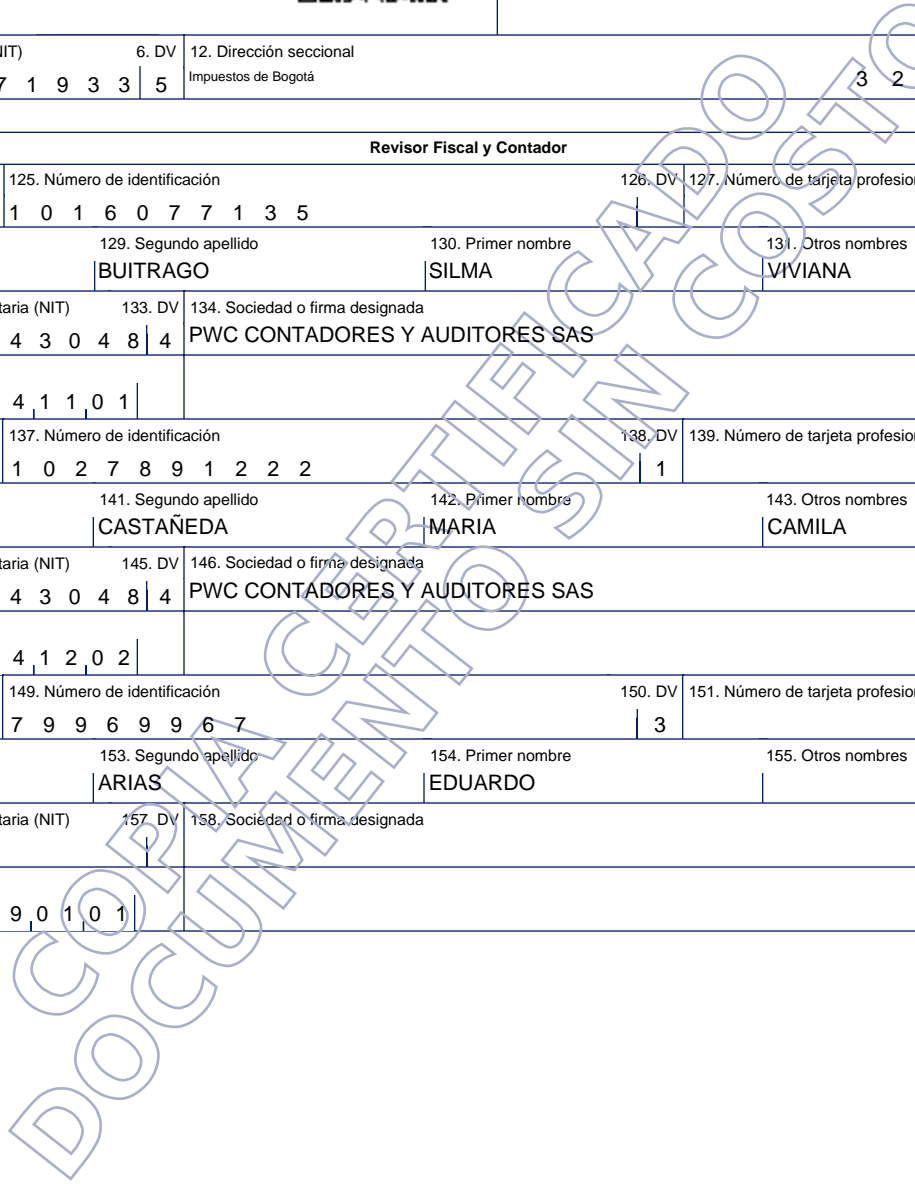 IT) 6. DV 12. Dirección seccional
7 1 9 3 3 5 Impuestos de Bogotá 3 2
Revisor Fiscal y Contador
125. Número de identificación 126. DV 127. Número de tarjeta profesion
1 0 1 6 0 7 7 1 3 5
129. Segundo apellido 130. Primer nombre 131. Otros nombres
BUITRAGO SILMA VIVIANA
taria (NIT) 133. DV 134. Sociedad o firma designada
4 3 0 4 8 4 PWC CONTADORES Y AUDITORES SAS
4 1 1 0 1
137. Número de identificación 138. DV 139. Número de tarjeta profesion
1 0 2 7 8 9 1 2 2 2 1
141. Segundo apellido 142. Primer nombre 143. Otros nombres
CASTAÑEDA MARIA CAMILA
taria (NIT) 145. DV 146. Sociedad o firma designada
4 3 0 4 8 4 PWC CONTADORES Y AUDITORES SAS
4 1 2 0 2
149. Número de identificación 150. DV 151. Número de tarjeta profesion
7 9 9 6 9 9 6 7 3
153. Segundo apellido 154. Primer nombre 155. Otros nombres
ARIAS EDUARDO
taria (NIT) 157. DV 158. Sociedad o firma designada
9 0 1 0 1
COPIA CERTIFICADO
DOCUMENTO SIN COSTO